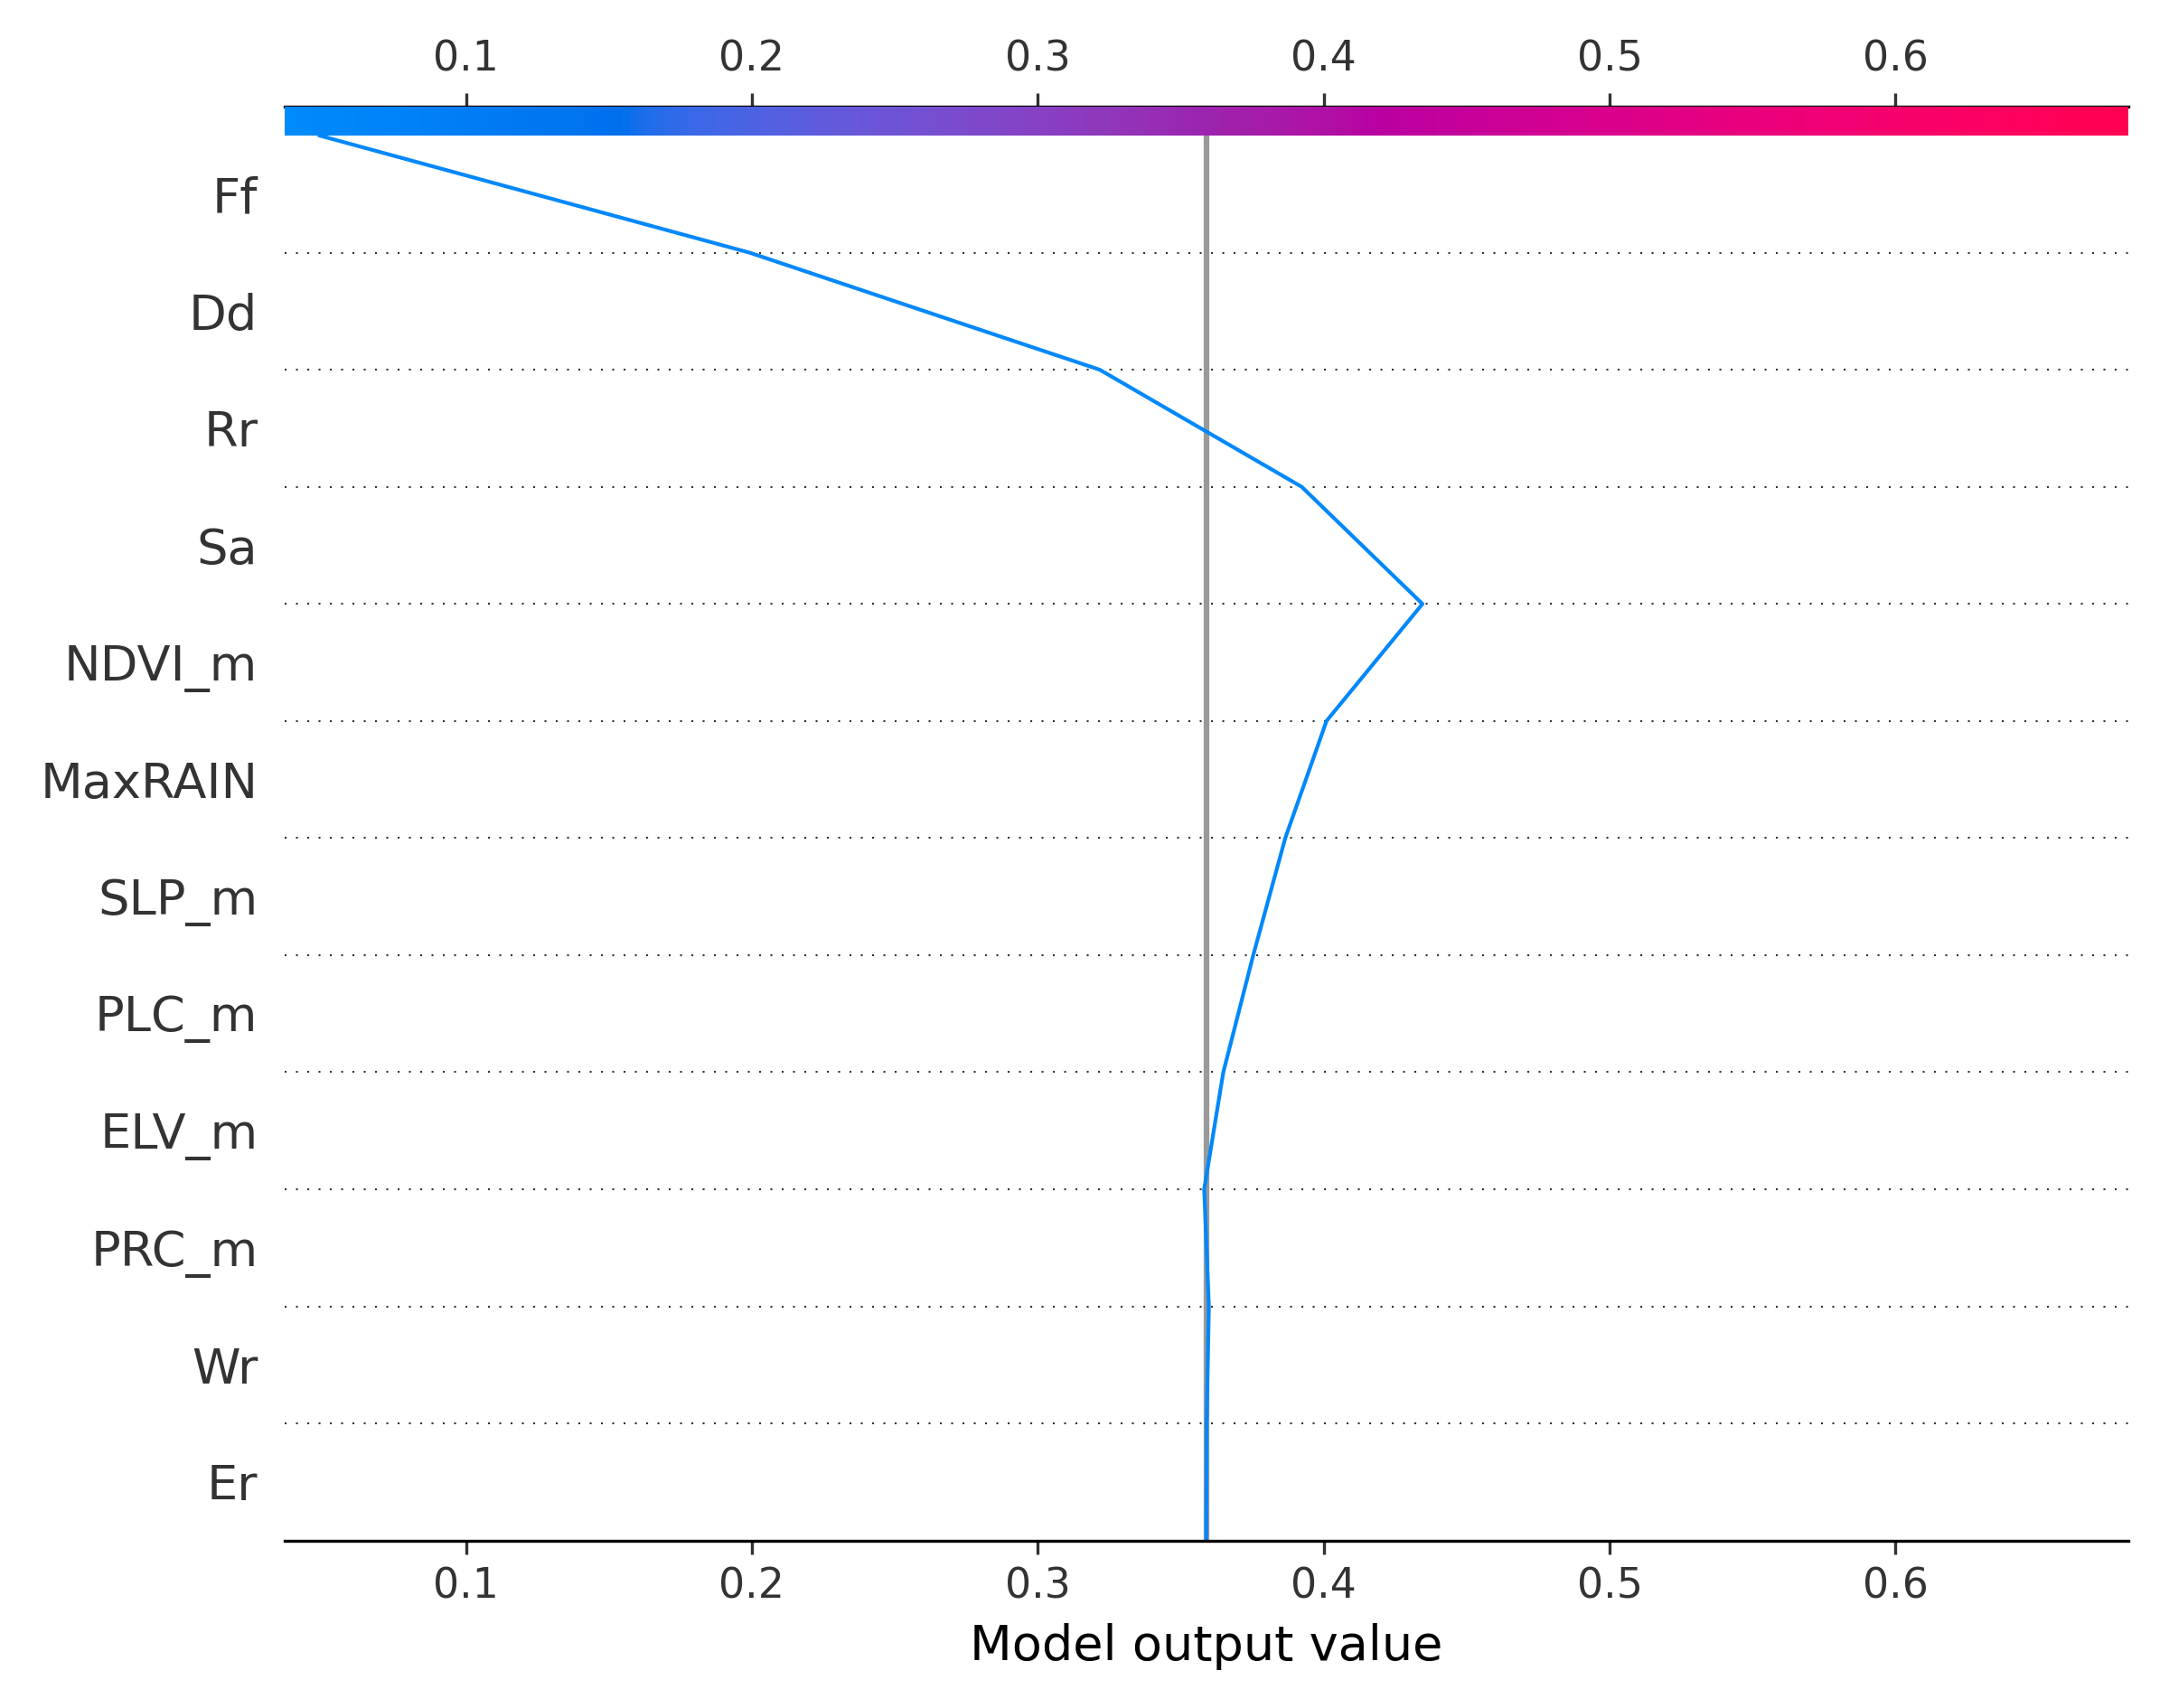 0.1 0.2 0.3 0.4 0.5 0.6
Ff
Dd
Rr
Sa
NDVI_m
MaxRAIN
SLP_m
PLC_m
ELV_m
PRC_m
Wr
Er
0.1 0.2 0.3 0.4 0.5 0.6
Model output value